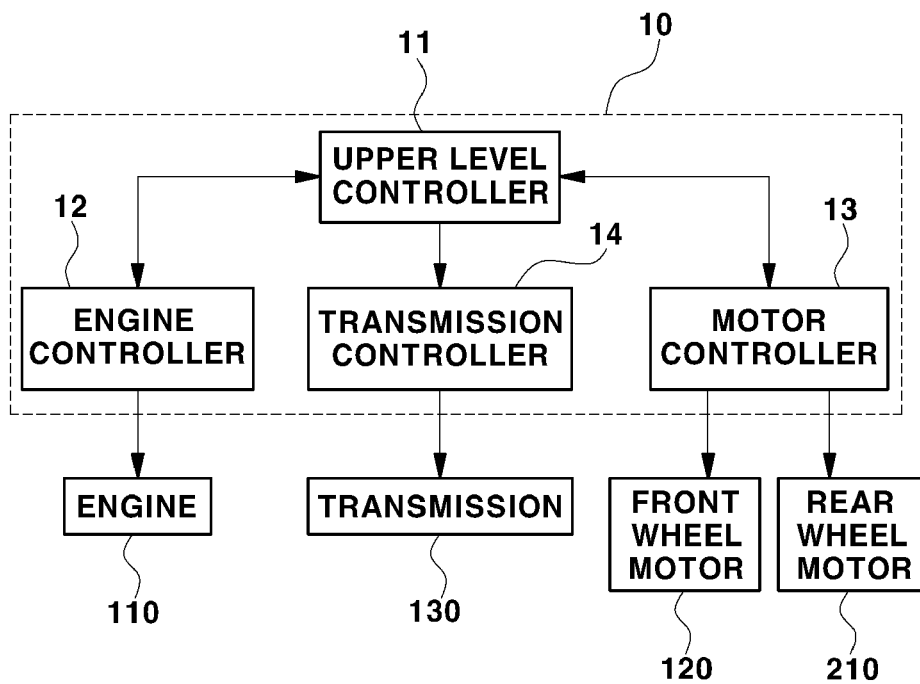 10
11
UPPER LEVEL
CONTROLLER
12
14
13
ENGINE
CONTROLLER
TRANSMISSION
CONTROLLER
MOTOR
CONTROLLER
ENGINE
TRANSMISSION
FRONT
WHEEL
MOTOR
REAR
WHEEL
MOTOR
110
130
120
210